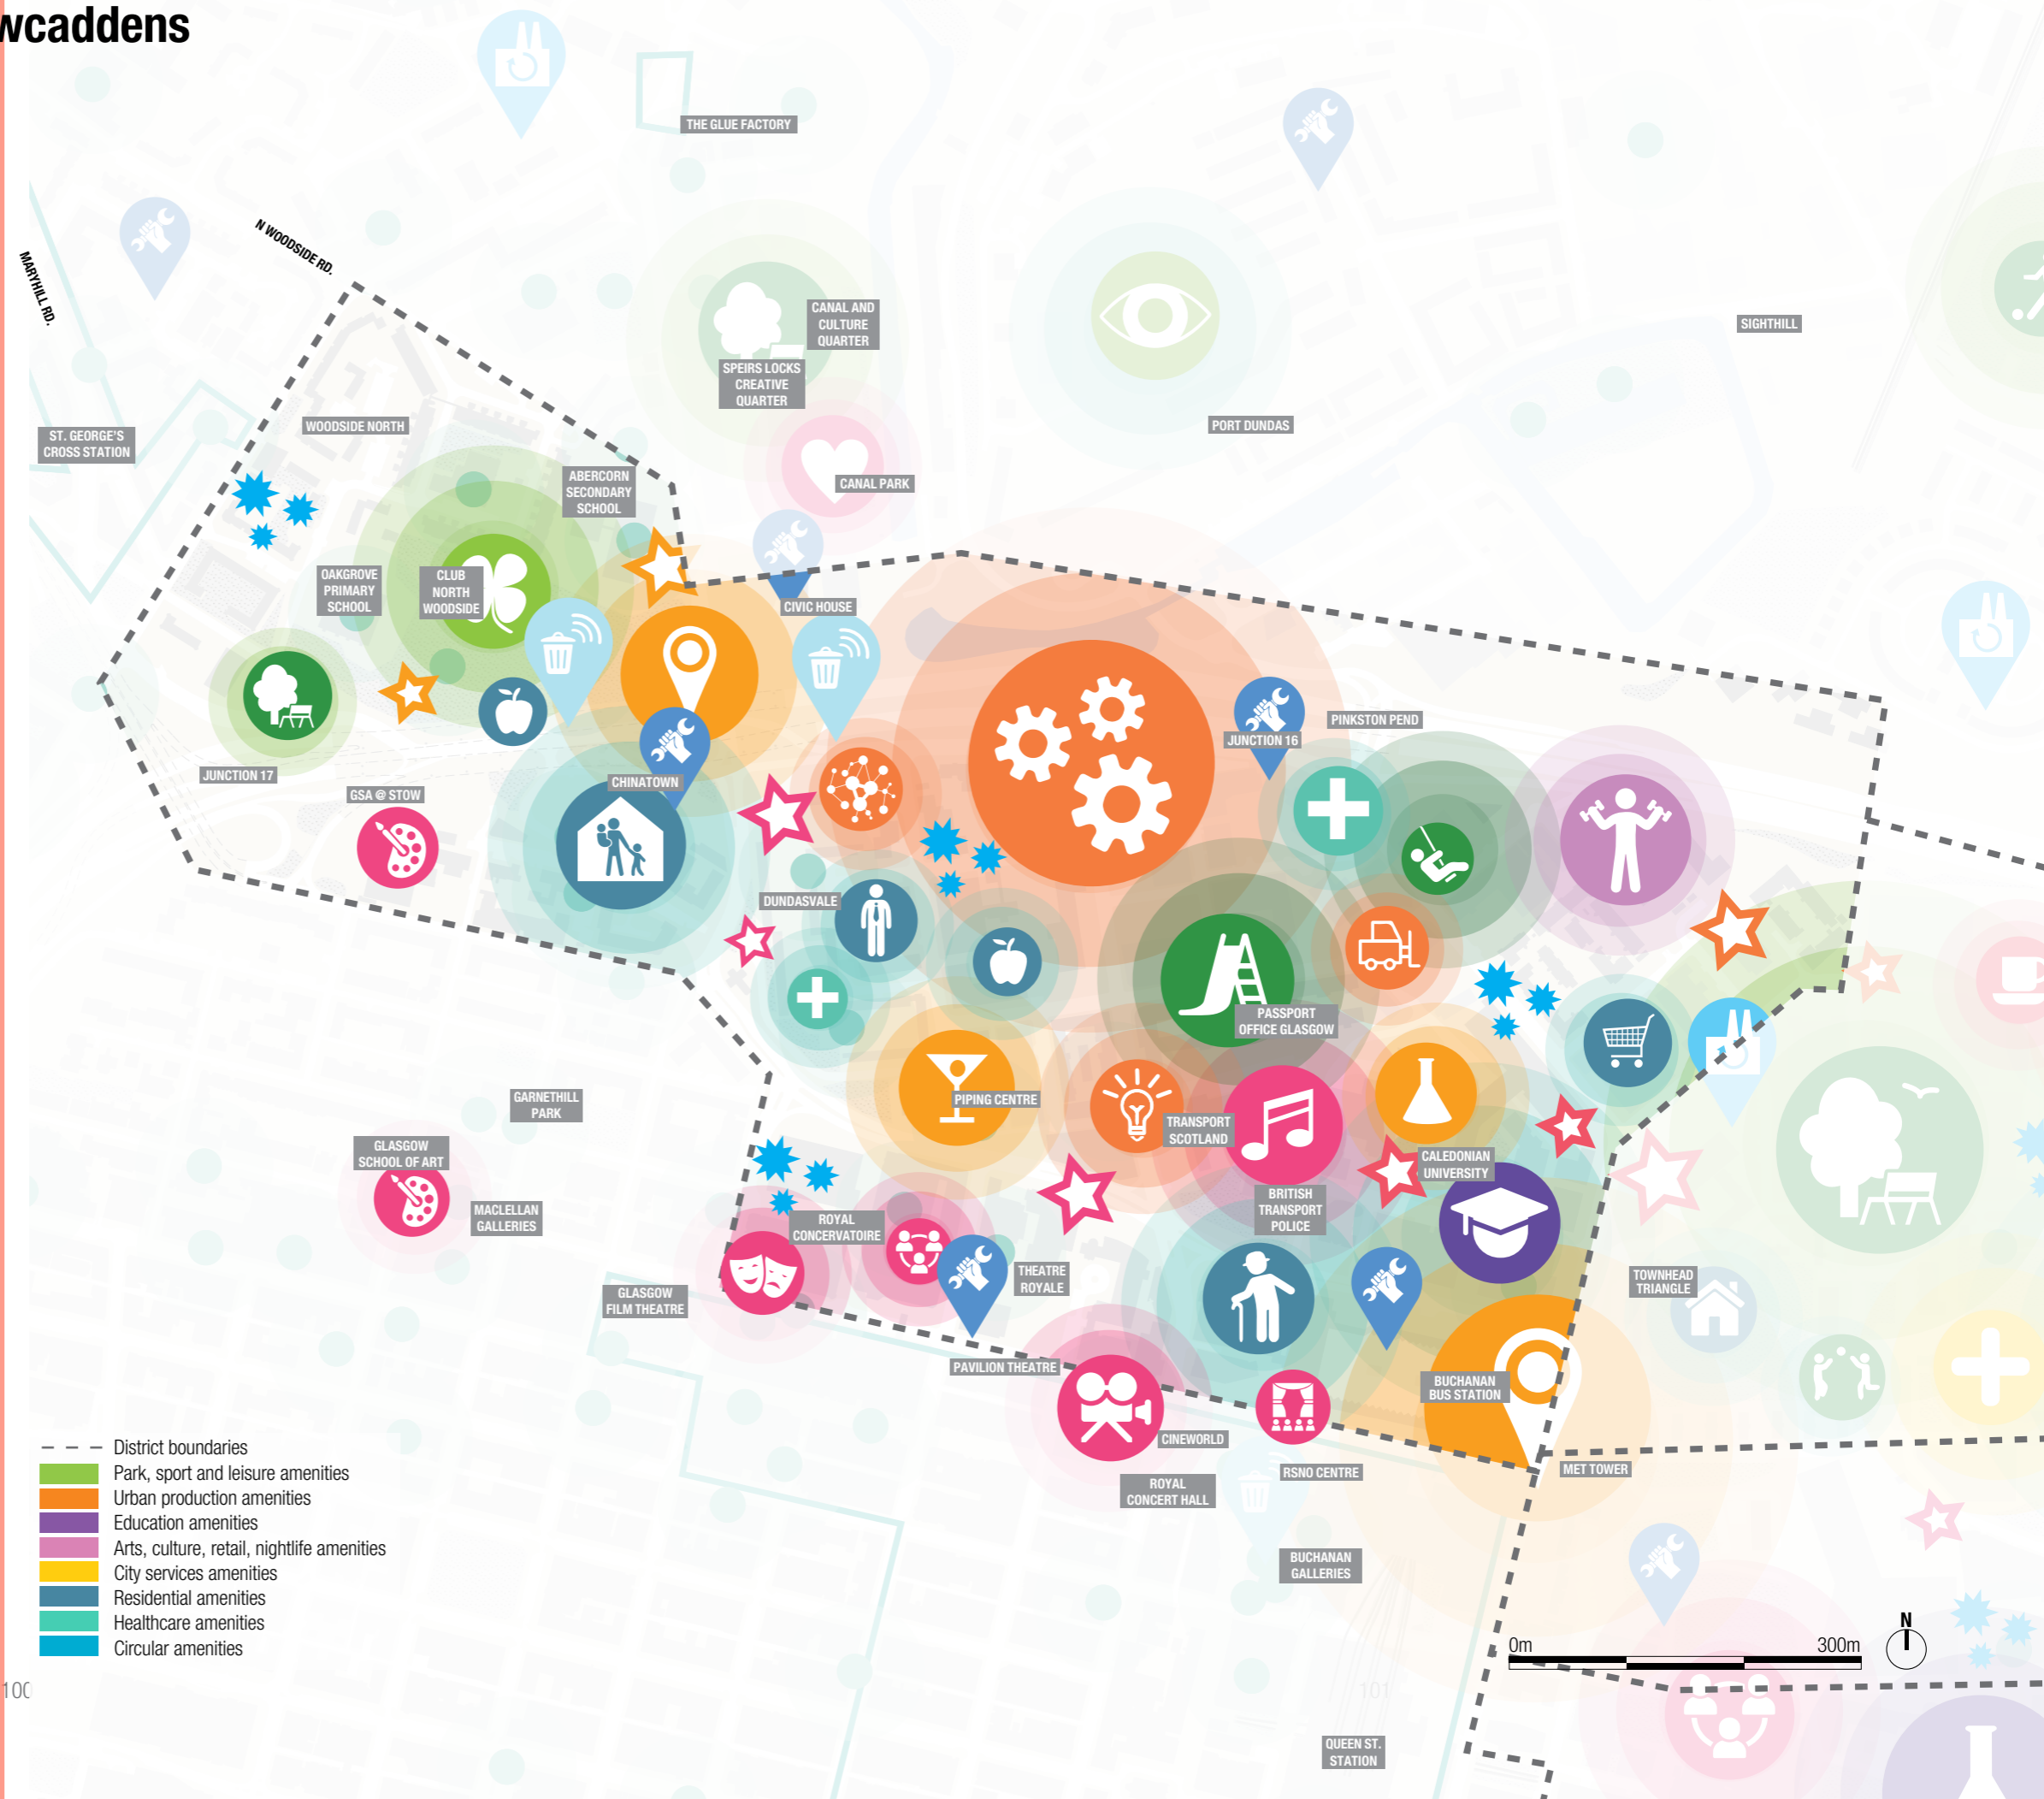 wcaddens
THE GLUE FACTORY
N WOODSIDE RD.
MARYHILL RD.
CANAL AND
CULTURE
QUARTER
SIGHTHILL
SPEIRS LOCKS
CREATIVE
QUARTER
WOODSIDE NORTH
PORT DUNDAS
ST. GEORGE'S
CROSS STATION
ABERCORN
SECONDARY
SCHOOL
CANAL PARK
OAKGROVE
PRIMARY
SCHOOL
CLUB
NORTH
WOODSIDE
CIVIC HOUSE
PINKSTON PEND
JUNCTION 16
JUNCTION 17
CHINATOWN
GSA @ STOW
DUNDASVALE
PASSPORT
OFFICE GLASGOW
PIPING CENTRE
GARNETHILL
PARK
TRANSPORT
SCOTLAND
GLASGOW
SCHOOL OF ART
CALEDONIAN
UNIVERSITY
MACLELLAN
GALLERIES
BRITISH
TRANSPORT
POLICE
ROYAL
CONCERVATOIRE
THEATRE
ROYALE
TOWNHEAD
TRIANGLE
GLASGOW
FILM THEATRE
PAVILION THEATRE
BUCHANAN
BUS STATION
CINEWORLD
RSNO CENTRE
MET TOWER
ROYAL
CONCERT HALL
District boundaries
Park, sport and leisure amenities
Urban production amenities
Education amenities
Arts, culture, retail, nightlife amenities
City services amenities
Residential amenities
Healthcare amenities
Circular amenities
BUCHANAN
GALLERIES
N
0m 300m
100
101
QUEEN ST.
STATION